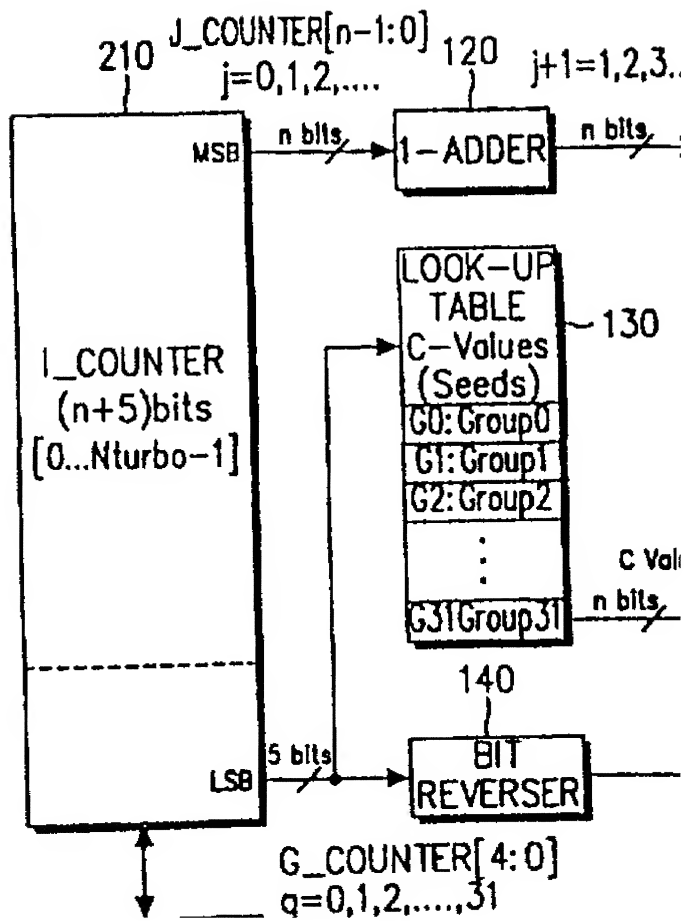 J_COUNTER[n-1:0]
j=0,1,2,....
210
120
j+1=1,2,3..
MSB
n bits
1-ADDER
n bits
LOOK-UP
TABLE
C-Values
(Seeds)
130
I_COUNTER
(n+5)bits
[0...Nturbo-1]
G0:Group0
G1:Group1
G2:Group2
C Val
n bits
G31Group31
140
LSB
5 bits
BIT
REVERSER
G_COUNTER[4:0]
g=0,1,2,....,31